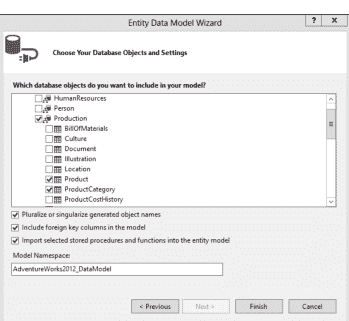 Entity Data Model Wizard
? x
Choose Your Database Objects and Settings
Which database objects do you want to include in your model?
HumanResources
Person
Production
BillOfMaterials
Culture
Document
Illustration
Location
Product
ProductCategory
ProductCostHistory
Pluralize or singularize generated object names
Include foreign key columns in the model
Import selected stored procedures and functions into the entity model
Model Namespace:
AdventureWorks2012_DataModel
< Previous
Next >
Finish
Cancel